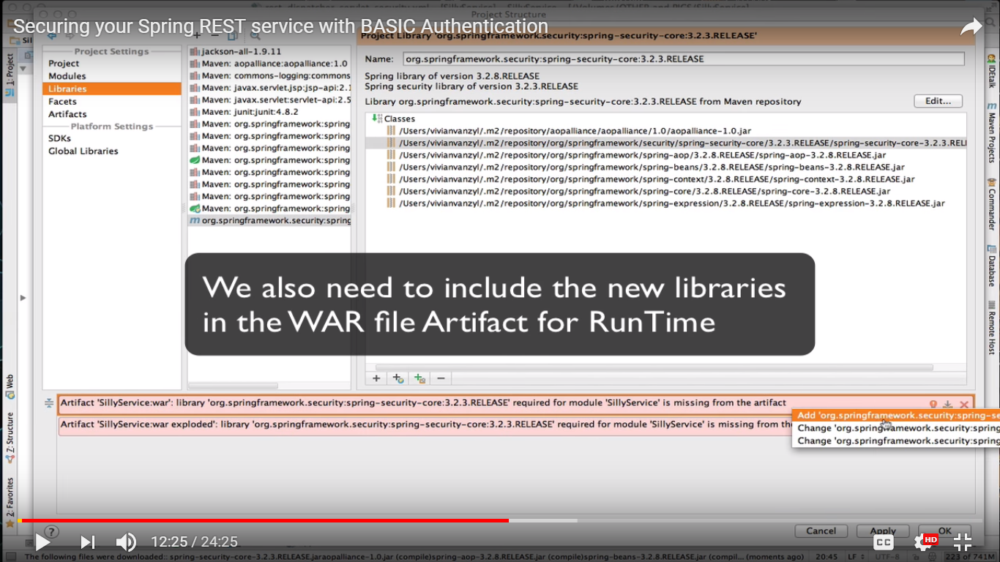 Project Structure
Securing your Spring REST service with BASIC Authentication
Project Library 'org.springframework.security:spring-security-core:3.2.3.RELEASE'
1: Project
Z: Structure
2: Favorites
Web
Project Settings
Project
Modules
Libraries
Facets
Artifacts
Platform Settings
SDKs
Global Libraries
jackson-all-1.9.11
Maven: aopalliance:aopalliance:1.0
Maven: commons-logging:commons
Maven: javax.servlet.jsp:jsp-api:2.1
Maven: javax.servlet:servlet-api:2.5
Maven: junit:junit:4.8.2
Maven: org.springframework:spring
Maven: org.springframework:spring
Maven: org.springframework:spring
Maven: org.springframework:spring
Maven: org.springframework:spring
Maven: org.springframework:spring
Maven: org.springframework:spring
Maven: org.springframework:spring
org.springframework.security:spring
Name: org.springframework.security:spring-security-core:3.2.3.RELEASE
Spring library of version 3.2.8.RELEASE
Spring security library of version 3.2.3.RELEASE
Library org.springframework.security:spring-security-core:3.2.3.RELEASE from Maven repository
Edit...
Classes
/Users/vivianvanzyl/.m2/repository/aopalliance/aopalliance/1.0/aopalliance-1.0.jar
/Users/vivianvanzyl/.m2/repository/org/springframework/security/spring-security-core/3.2.3.RELEASE/spring-security-core-3.2.3.REL
/Users/vivianvanzyl/.m2/repository/org/springframework/spring-aop/3.2.8.RELEASE/spring-aop-3.2.8.RELEASE.jar
/Users/vivianvanzyl/.m2/repository/org/springframework/spring-beans/3.2.8.RELEASE/spring-beans-3.2.8.RELEASE.jar
/Users/vivianvanzyl/.m2/repository/org/springframework/spring-context/3.2.8.RELEASE/spring-context-3.2.8.RELEASE.jar
/Users/vivianvanzyl/.m2/repository/org/springframework/spring-core/3.2.8.RELEASE/spring-core-3.2.8.RELEASE.jar
/Users/vivianvanzyl/.m2/repository/org/springframework/spring-expression/3.2.8.RELEASE/spring-expression-3.2.8.RELEASE.jar
IDEtalk
Maven Projects
Commander
Database
Remote Host
We also need to include the new libraries
in the WAR file Artifact for RunTime
Artifact 'SillyService:war': library 'org.springframework.security:spring-security-core:3.2.3.RELEASE' required for module 'SillyService' is missing from the artifact
Artifact 'SillyService:war exploded': library 'org.springframework.security:spring-security-core:3.2.3.RELEASE' required for module 'SillyService' is missing from the
Add 'org.springframework.security:spring-se
Change 'org.springframework.security:spring
Change 'org.springframework.security:spring
Cancel
Apply
OK
12:25 / 24:25
CC
HD
The following files were downloaded:: spring-security-core-3.2.3.RELEASE.jaraopalliance-1.0.jar (compile)spring-aop-3.2.8.RELEASE.jar (compile)spring-beans-3.2.8.RELEASE.jar (compil... (moments ago)
20:45
LF
UTF-8
223 of 741M